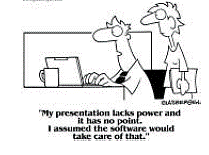 "My presentation lacks power and
it has no point.
I assumed the software would
take care of that."